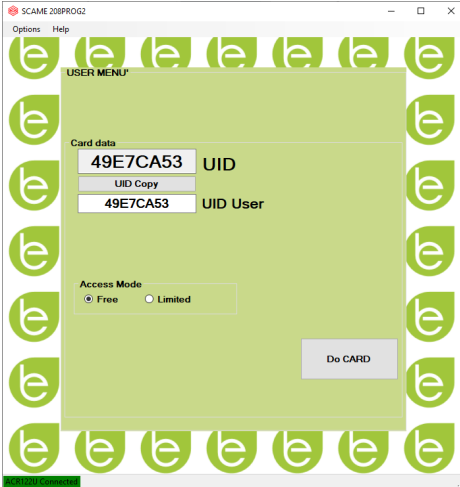 SCAME 208PROG2
Options Help
USER MENU'
Card data
49E7CA53 UID
UID Copy
49E7CA53 UID User
Access Mode
Free Limited
Do CARD
ACR122U Connected